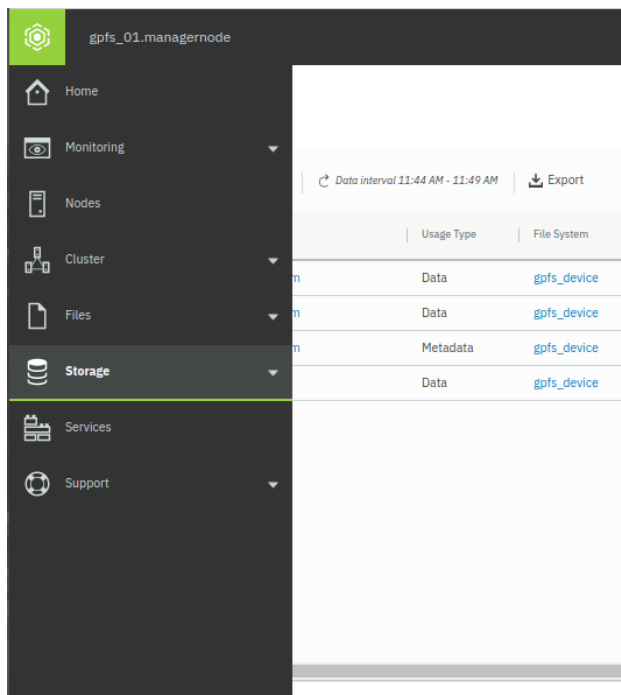 gpfs_01.managernode
Home
Monitoring
Nodes
Cluster
Files
Storage
Services
Support
Data interval 11:44 AM - 11:49 AM
Export
Usage Type File System
m Data gpfs_device
m Data gpfs_device
m Metadata gpfs_device
Data gpfs_device